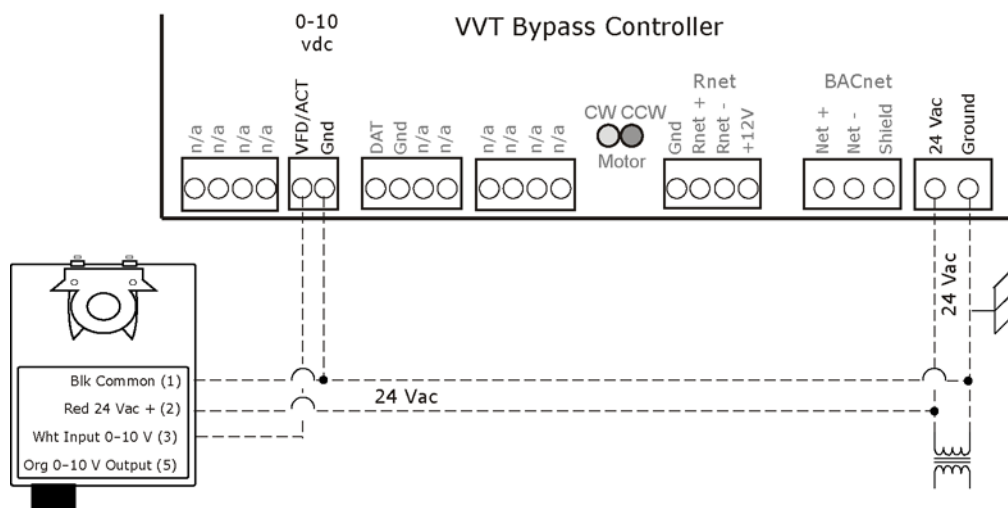 0-10
vdc
VVT Bypass Controller
n/a
n/a
n/a
n/a
VFD/ACT
Gnd
DAT
Gnd
n/a
n/a
n/a
n/a
n/a
n/a
CW CCW
Motor
Rnet
Gnd
Rnet +
Rnet -
+12V
BACnet
Net +
Net -
Shield
24 Vac
Ground
24 Vac
Blk Common (1)
Red 24 Vac + (2)
Wht Input 0-10 V (3)
Org 0-10 V Output (5)
24 Vac